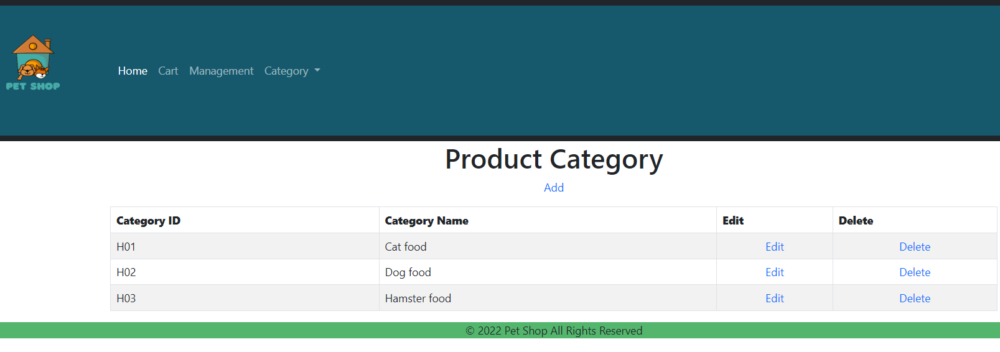 PET SHOP
Home Cart Management Category
Product Category
Add
Category ID Category Name Edit Delete
H01 Cat food Edit Delete
H02 Dog food Edit Delete
H03 Hamster food Edit Delete
© 2022 Pet Shop All Rights Reserved